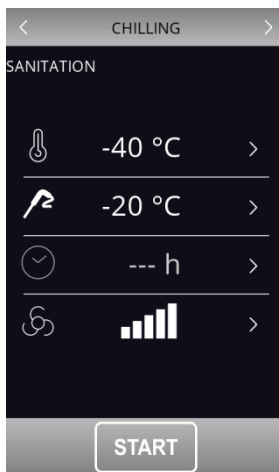 CHILLING
SANITATION
-40 °C
-20 °C
--- h
START